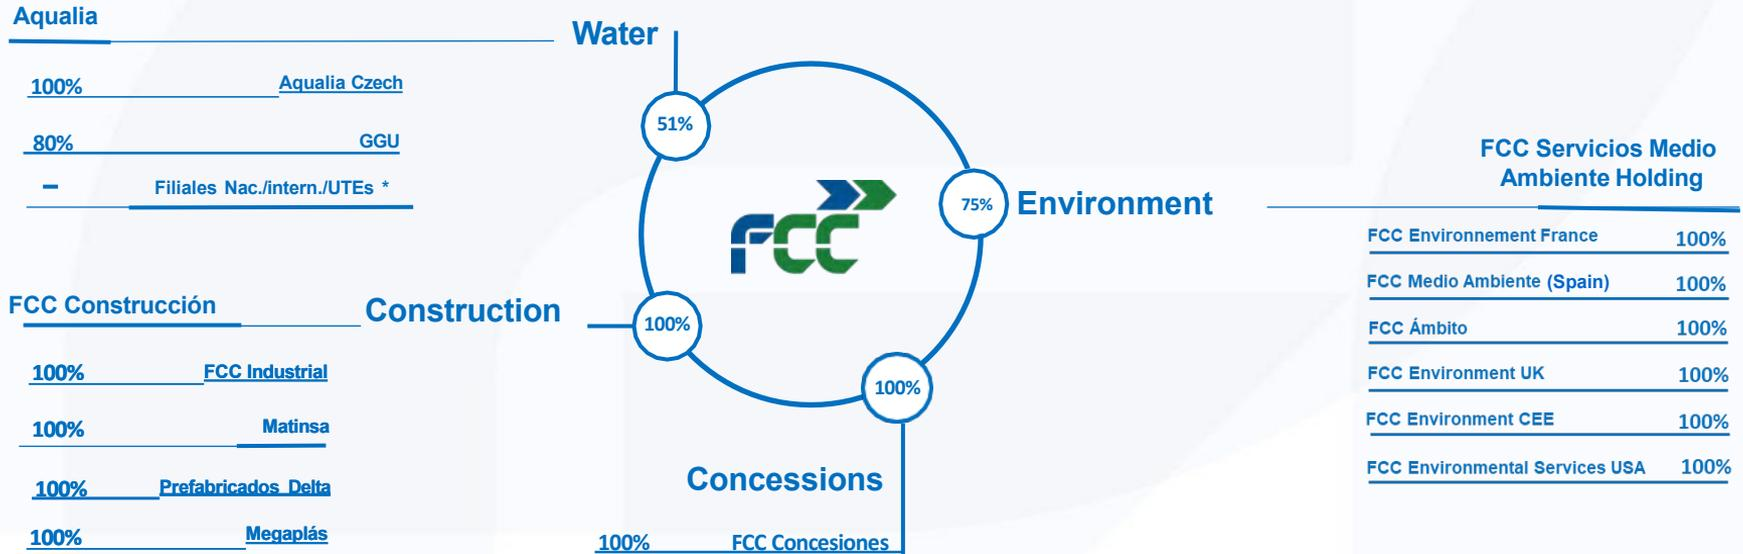 Aqualia
Water
100% Aqualia Czech
80% GGU
– Filiales Nac./intern./UTEs *
51%
FCC
75%
Environment
FCC Servicios Medio
Ambiente Holding
FCC Environnement France 100%
FCC Medio Ambiente (Spain) 100%
FCC Ámbito 100%
FCC Environment UK 100%
FCC Environment CEE 100%
FCC Environmental Services USA 100%
FCC Construcción
Construction
100%
100% FCC Industrial
100% Matinsa
100% Prefabricados Delta
100% Megaplás
100%
Concessions
100% FCC Concesiones